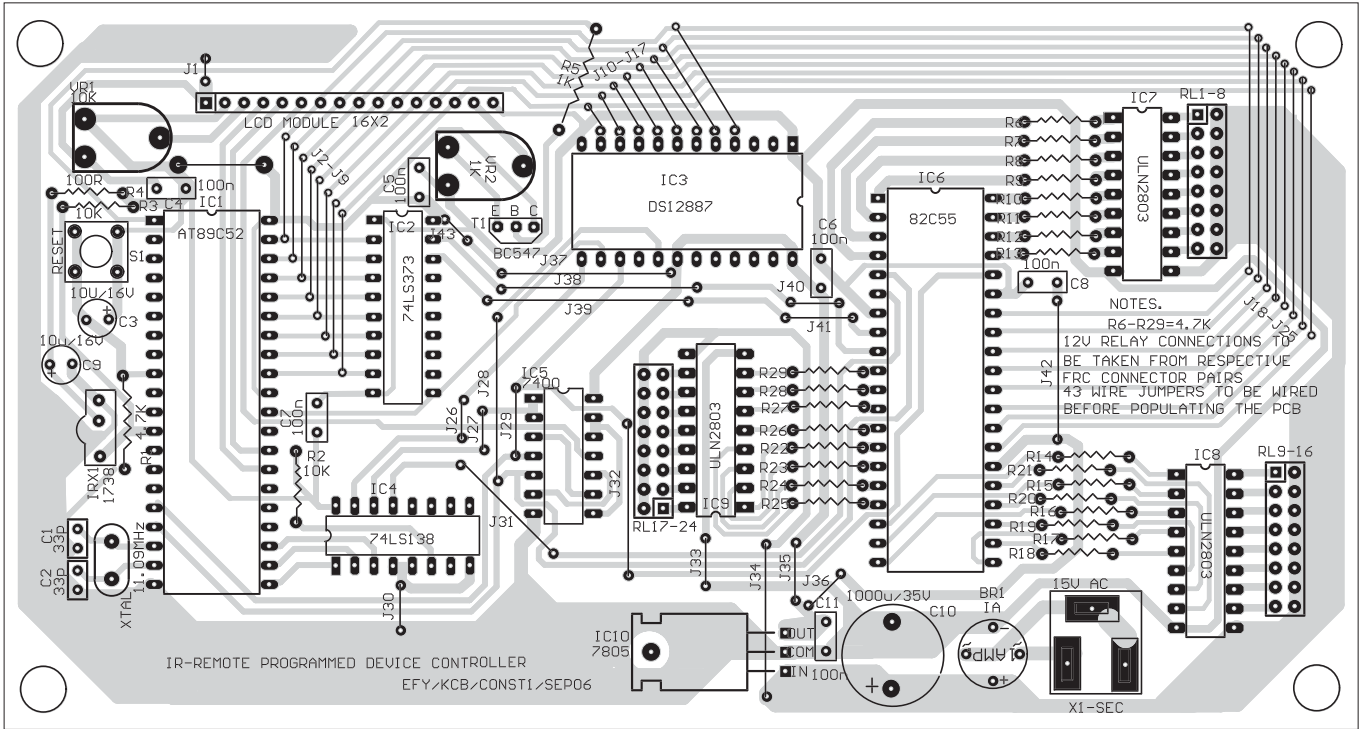 J1
VR1
10K
LCD MODULE 16X2
R5
1K
J10-J17
IC7
RL1-8
R6
R7
R8
R9
R10
R11
R12
R13
ULN2803
100R
R4
100n
C4
R3
10K
IC1
AT89C52
J2-J9
C5
100n
VR2
1K
IC3
DS12887
IC6
82C55
RESET
S1
IC2
74LS373
J43
T1
E B C
BC547
J37
J38
J39
C6
100n
J40
J41
100n
C8
10U/16V
C3
10u/16V
C9
J18-J25
NOTES.
R6-R29=4.7K
12V RELAY CONNECTIONS TO
BE TAKEN FROM RESPECTIVE
FRC CONNECTOR PAIRS
43 WIRE JUMPERS TO BE WIRED
BEFORE POPULATING THE PCB
J42
IC5
7400
J28
J26
J27
J29
J32
R29
R28
R27
R26
R22
R23
R24
R25
ULN2803
IC9
RL17-24
C7
100n
R2
10K
R1
4.7K
IRX1
1738
IC4
74LS138
J31
J30
J33
J34
J35
J36
R14
R21
R15
R20
R16
R19
R17
R18
IC8
ULN2803
RL9-16
C1
33p
C2
33p
XTAL
11.09MHz
IC10
7805
OUT
COM
IN
C11
100n
1000u/35V
C10
BR1
1A
1AMP
15V AC
X1-SEC
IR-REMOTE PROGRAMMED DEVICE CONTROLLER
EFY/KCB/CONST1/SEP06